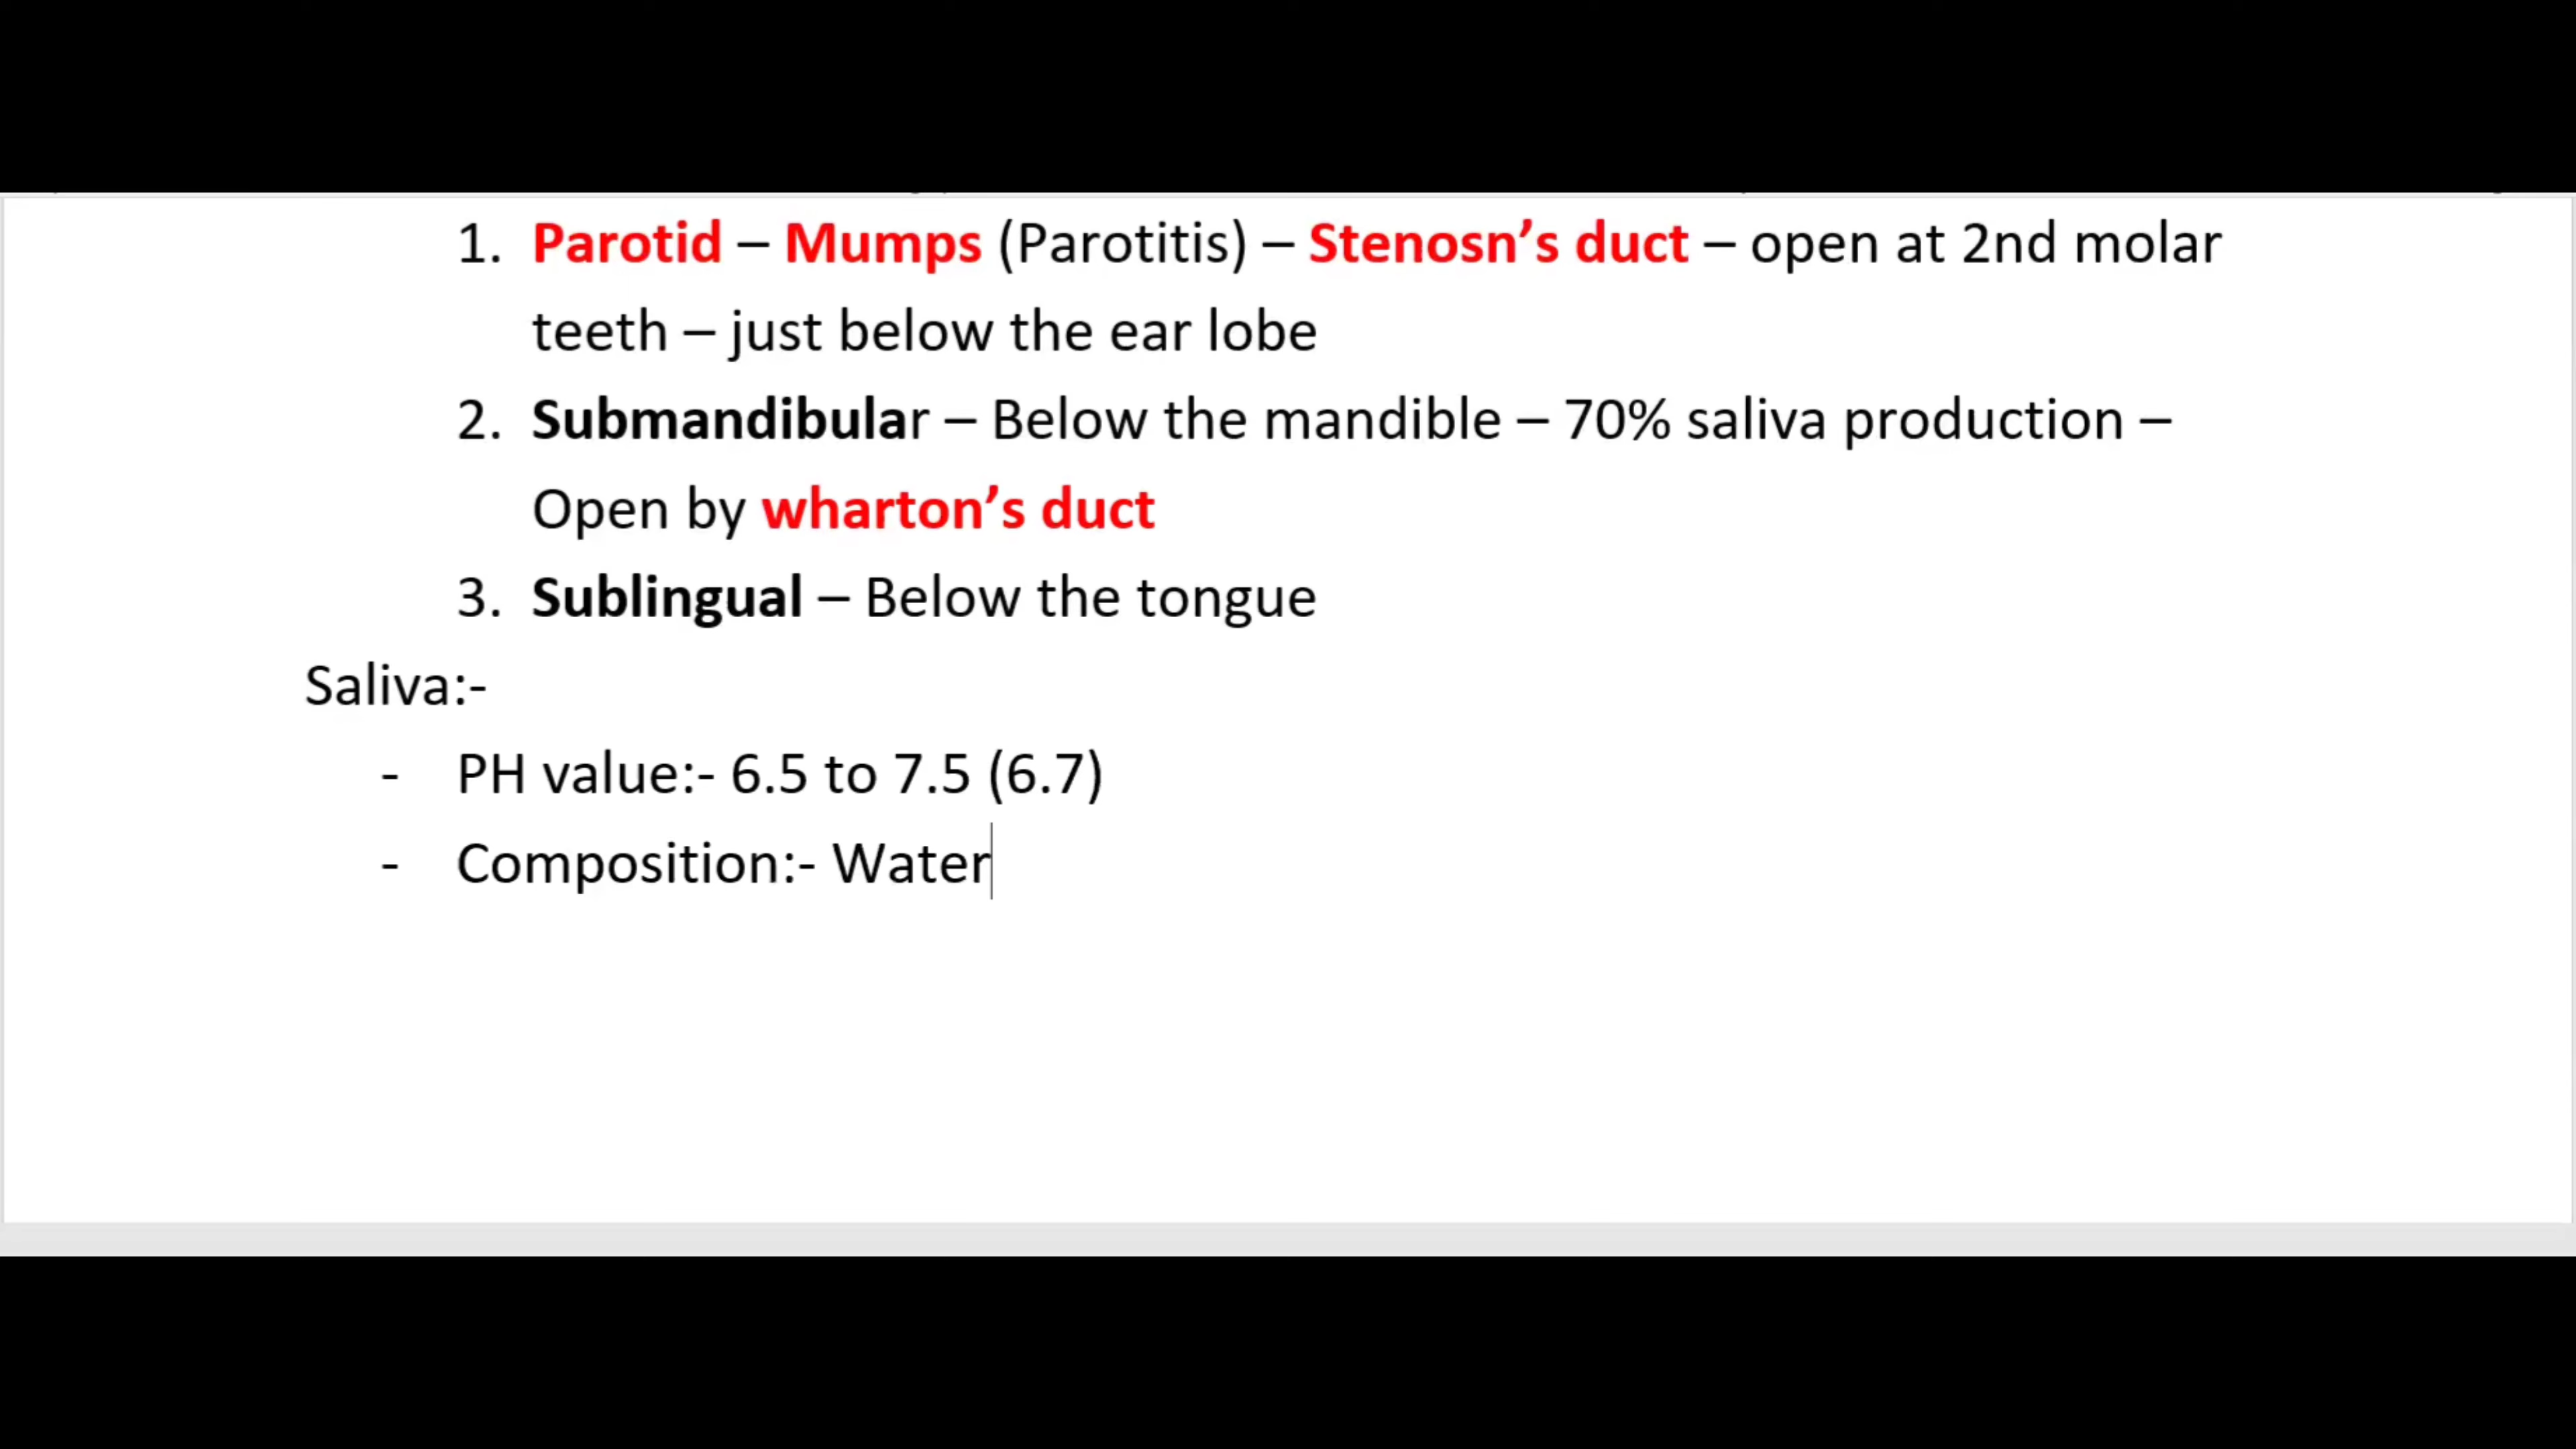 1. Parotid – Mumps (Parotitis) – Stenosn’s duct – open at 2nd molar
teeth – just below the ear lobe
2. Submandibular – Below the mandible – 70% saliva production –
Open by wharton’s duct
3. Sublingual – Below the tongue
Saliva:-
- PH value:- 6.5 to 7.5 (6.7)
- Composition:- Water